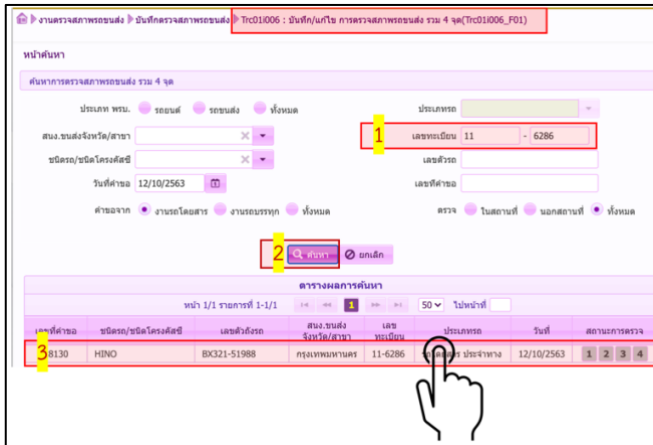 งานตรวจสภาพรถขนส่ง บันทึกตรวจสภาพรถขนส่ง Trc01i006 : บันทึก/แก้ไข การตรวจสภาพรถขนส่ง รวม 4 จุด(Trc01i006_F01)
หน้าค้นหา
ค้นหาการตรวจสภาพรถขนส่ง รวม 4 จุด
ประเภท พรบ. รถยนต์ รถขนส่ง ทั้งหมด ประเภทรถ
สนง.ขนส่งจังหวัด/สาขา 1 เลขทะเบียน 11 - 6286
ชนิดรถ/ชนิดโครงคัสซี เลขตัวรถ
วันที่คำขอ 12/10/2563 เลขที่คำขอ
คำขอจาก งานรถโดยสาร งานรถบรรทุก ทั้งหมด ตรวจ ในสถานที่ นอกสถานที่ ทั้งหมด
2 ค้นหา ยกเลิก
ตารางผลการค้นหา
หน้า 1/1 รายการที่ 1-1/1 1 50 ไปหน้าที่
เลขที่คำขอ ชนิดรถ/ชนิดโครงคัสซี เลขตัวถังรถ สนง.ขนส่ง เลข ประเภทรถ วันที่ สถานะการตรวจ
จังหวัด/สาขา ทะเบียน
3 8130 HINO BX321-51988 กรุงเทพมหานคร 11-6286 ประจำทาง 12/10/2563 1 2 3 4